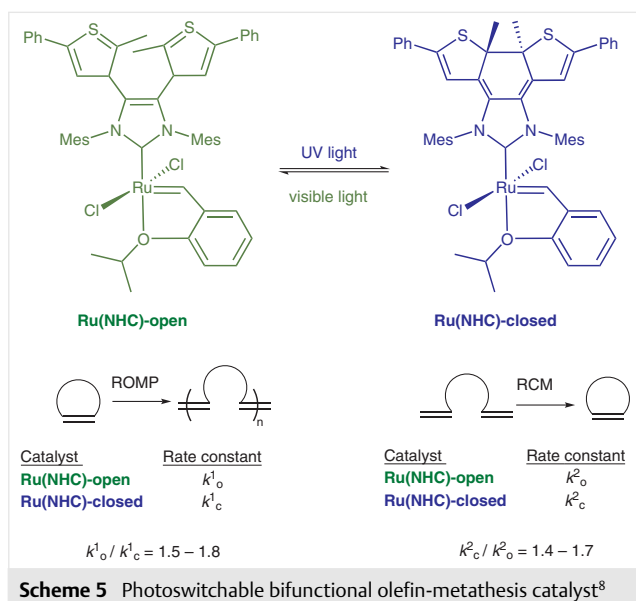 Ph S Me S Ph Ph S S Ph
N N N N
Mes Mes Mes Mes
UV light
Cl Cl
Ru Ru
visible light
Cl Cl
O O
Ru(NHC)-open Ru(NHC)-closed
ROMP RCM
n
Catalyst Rate constant Catalyst Rate constant
Ru(NHC)-open k¹ₒ Ru(NHC)-open k²ₒ
Ru(NHC)-closed k¹c Ru(NHC)-closed k²c
k¹ₒ / k¹c = 1.5 – 1.8 k²c / k²ₒ = 1.4 – 1.7
Scheme 5 Photoswitchable bifunctional olefin-metathesis catalyst⁸